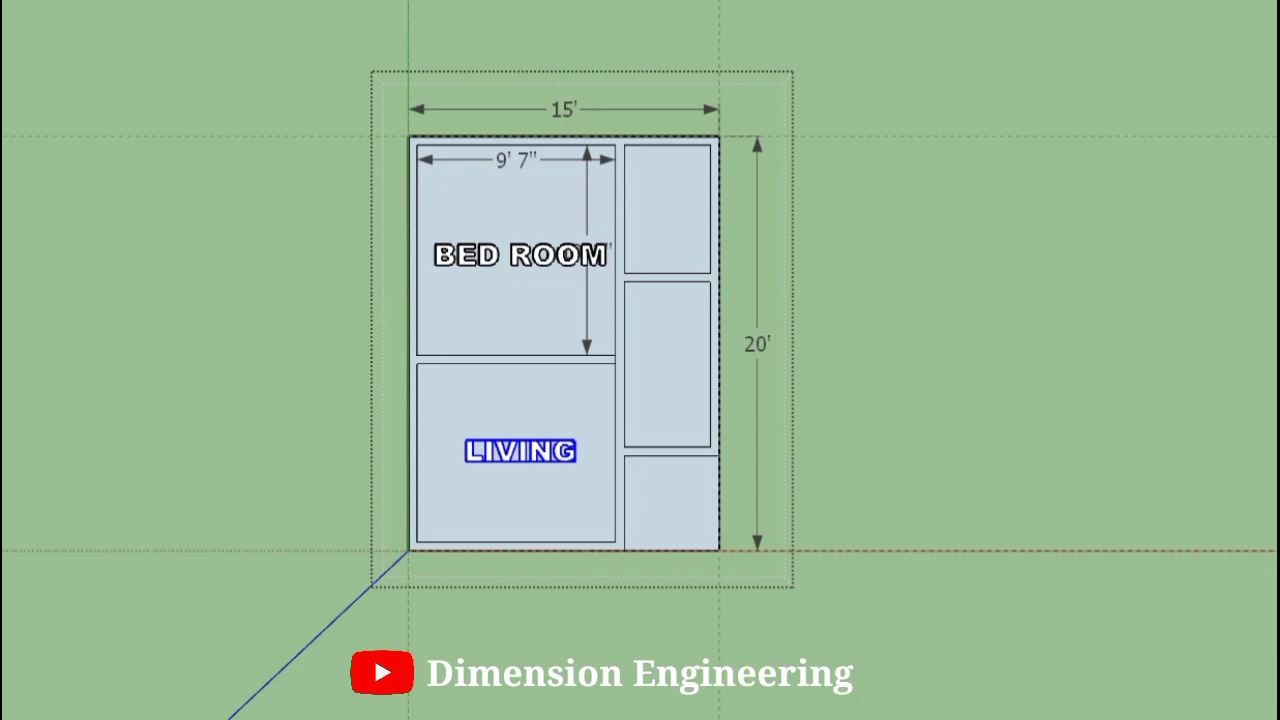 15'
9' 7"
BED ROOM
20'
LIVING
Dimension Engineering